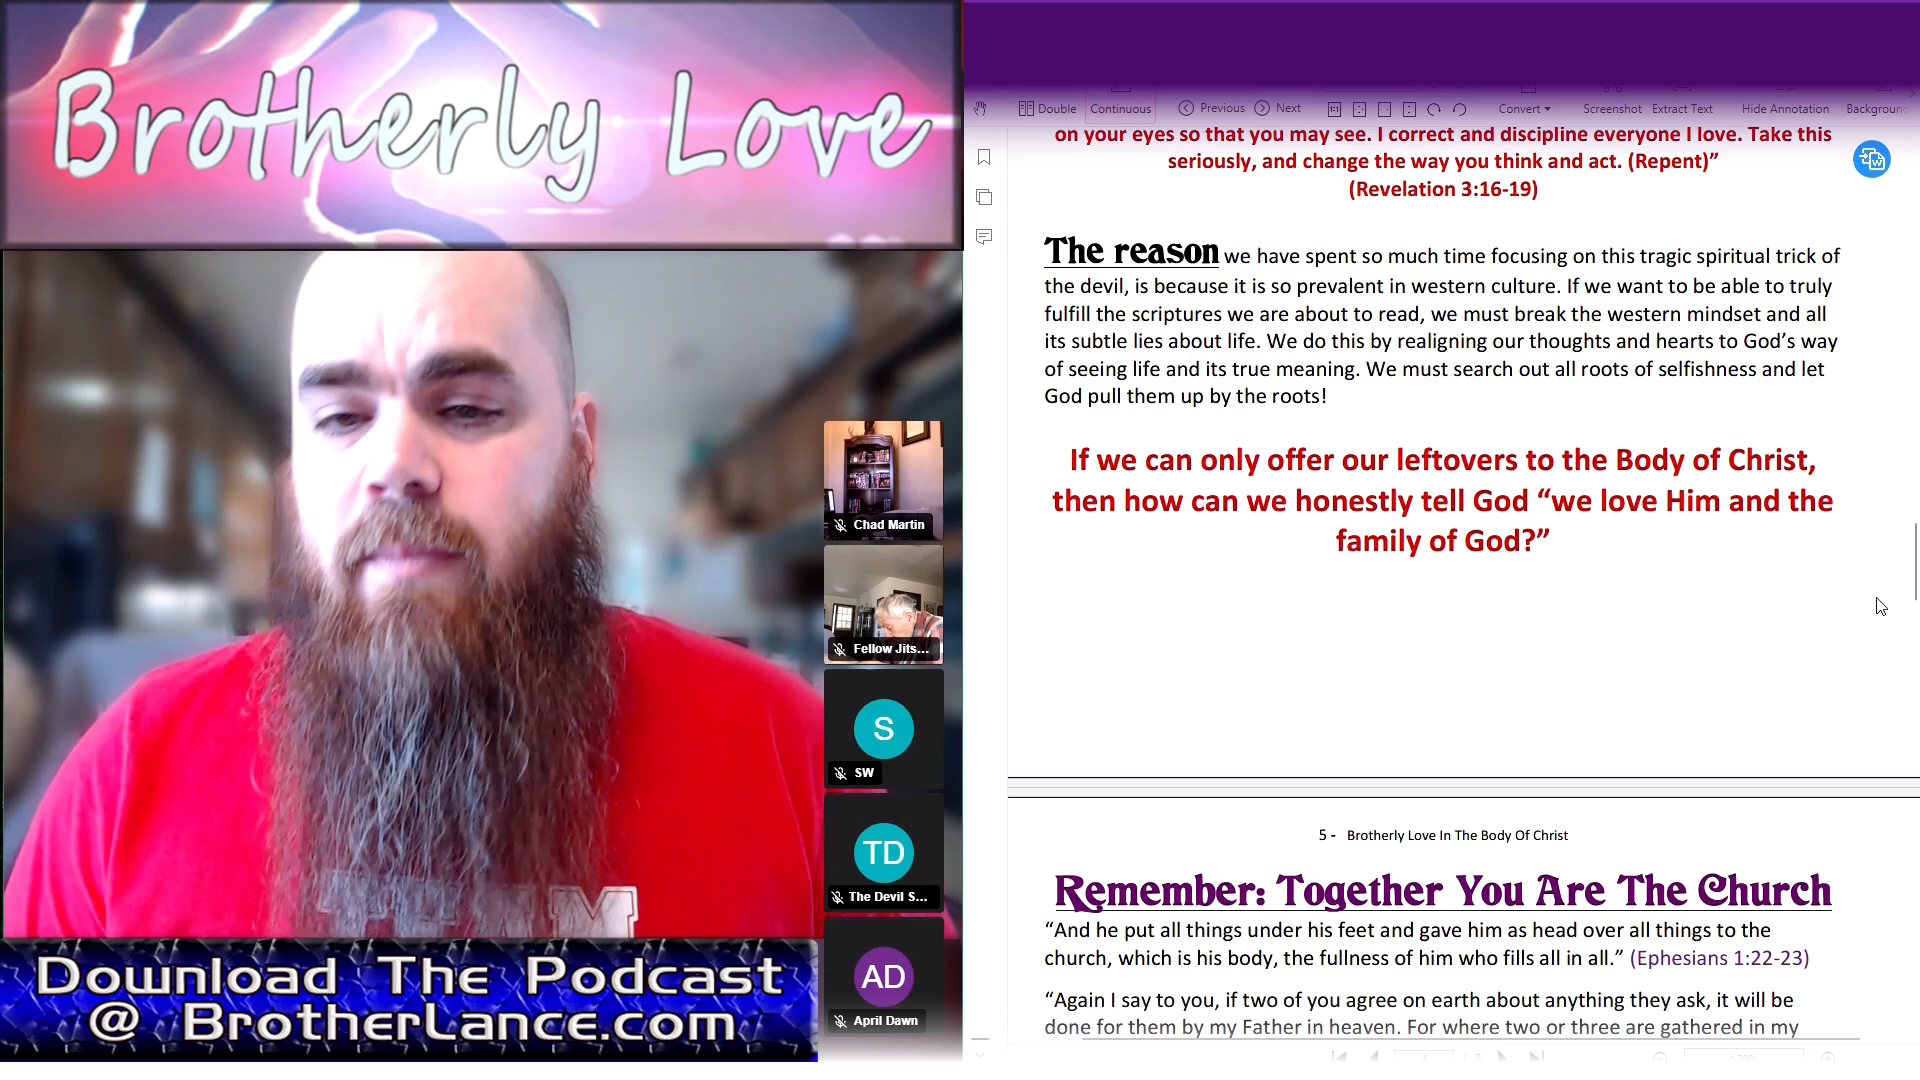 Brotherly Love
Chad Martin
Fellow Jits...
S
SW
TD
The Devil S...
AD
April Dawn
Download The Podcast
@ BrotherLance.com
Double
Continuous
Previous
Next
Convert
Screenshot
Extract Text
Hide Annotation
Backgroun
on your eyes so that you may see. I correct and discipline everyone I love. Take this
seriously, and change the way you think and act. (Repent)”
(Revelation 3:16-19)
The reason we have spent so much time focusing on this tragic spiritual trick of
the devil, is because it is so prevalent in western culture. If we want to be able to truly
fulfill the scriptures we are about to read, we must break the western mindset and all
its subtle lies about life. We do this by realigning our thoughts and hearts to God’s way
of seeing life and its true meaning. We must search out all roots of selfishness and let
God pull them up by the roots!
If we can only offer our leftovers to the Body of Christ,
then how can we honestly tell God “we love Him and the
family of God?”
5 - Brotherly Love In The Body Of Christ
Remember: Together You Are The Church
“And he put all things under his feet and gave him as head over all things to the
church, which is his body, the fullness of him who fills all in all.” (Ephesians 1:22-23)
“Again I say to you, if two of you agree on earth about anything they ask, it will be
done for them by my Father in heaven. For where two or three are gathered in my